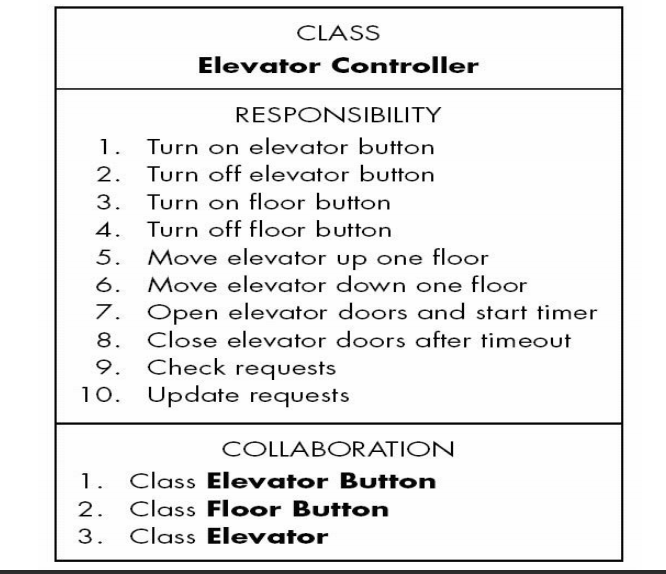 CLASS
Elevator Controller
RESPONSIBILITY
1. Turn on elevator button
2. Turn off elevator button
3. Turn on floor button
4. Turn off floor button
5. Move elevator up one floor
6. Move elevator down one floor
7. Open elevator doors and start timer
8. Close elevator doors after timeout
9. Check requests
10. Update requests
COLLABORATION
1. Class Elevator Button
2. Class Floor Button
3. Class Elevator